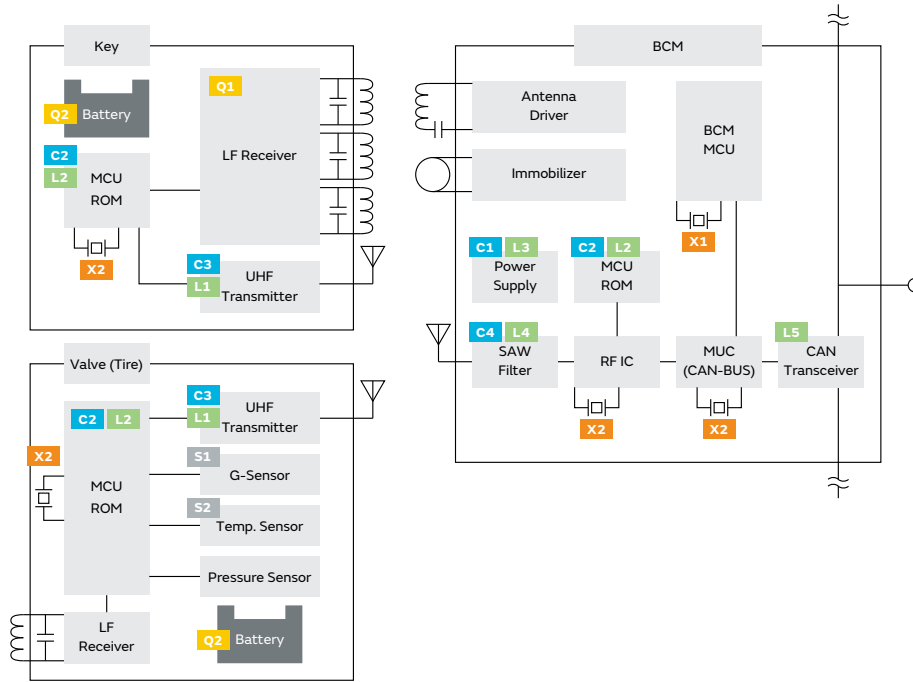 Key
Q1
Q2
Battery
LF Receiver
C2
L2
MCU
ROM
X2
C3
L1
UHF
Transmitter
BCM
Antenna
Driver
BCM
MCU
Immobilizer
X1
C1
L3
Power
Supply
C2
L2
MCU
ROM
C4
L4
SAW
Filter
RF IC
X2
MUC
(CAN-BUS)
X2
L5
CAN
Transceiver
Valve (Tire)
C2
L2
MCU
ROM
X2
C3
L1
UHF
Transmitter
S1
G-Sensor
S2
Temp. Sensor
Pressure Sensor
LF
Receiver
Q2
Battery